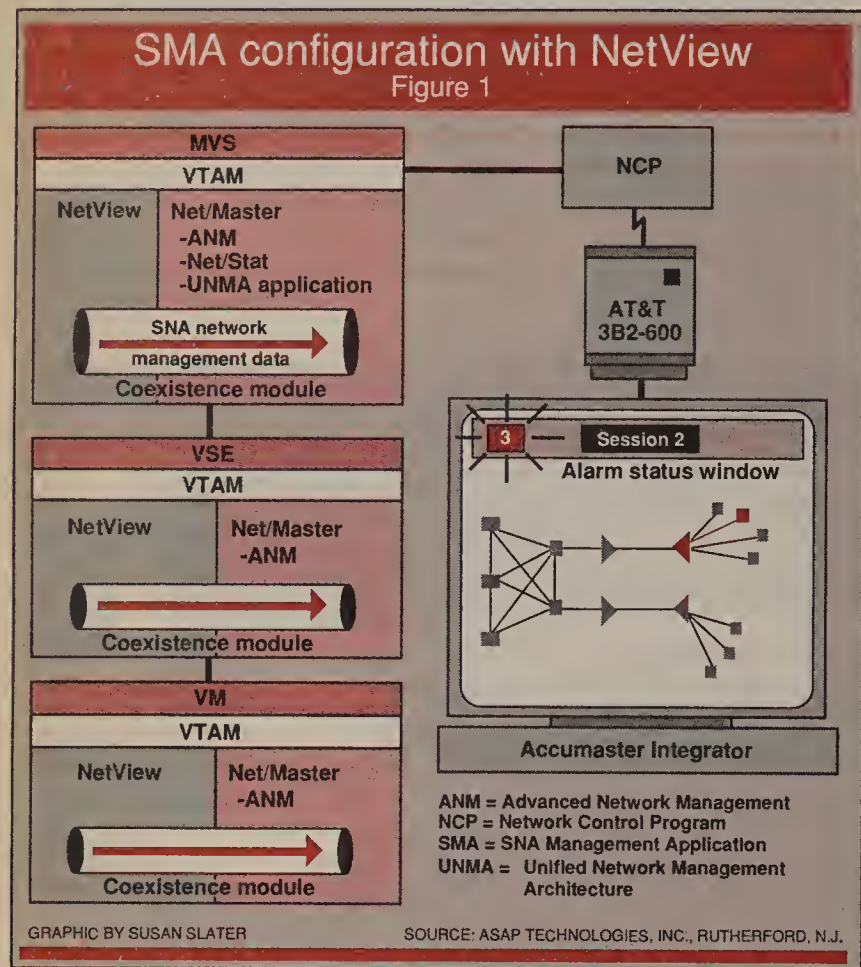 SMA configuration with NetView
Figure 1
MVS
VTAM
NetView
Net/Master
-ANM
-Net/Stat
-UNMA application
SNA network
management data
Coexistence module
VSE
VTAM
NetView
Net/Master
-ANM
Coexistence module
VM
VTAM
NetView
Net/Master
-ANM
Coexistence module
NCP
AT&T
3B2-600
3
Session 2
Alarm status window
Accumaster Integrator
ANM = Advanced Network Management
NCP = Network Control Program
SMA = SNA Management Application
UNMA = Unified Network Management
Architecture
GRAPHIC BY SUSAN SLATER
SOURCE: ASAP TECHNOLOGIES, INC., RUTHERFORD, N.J.